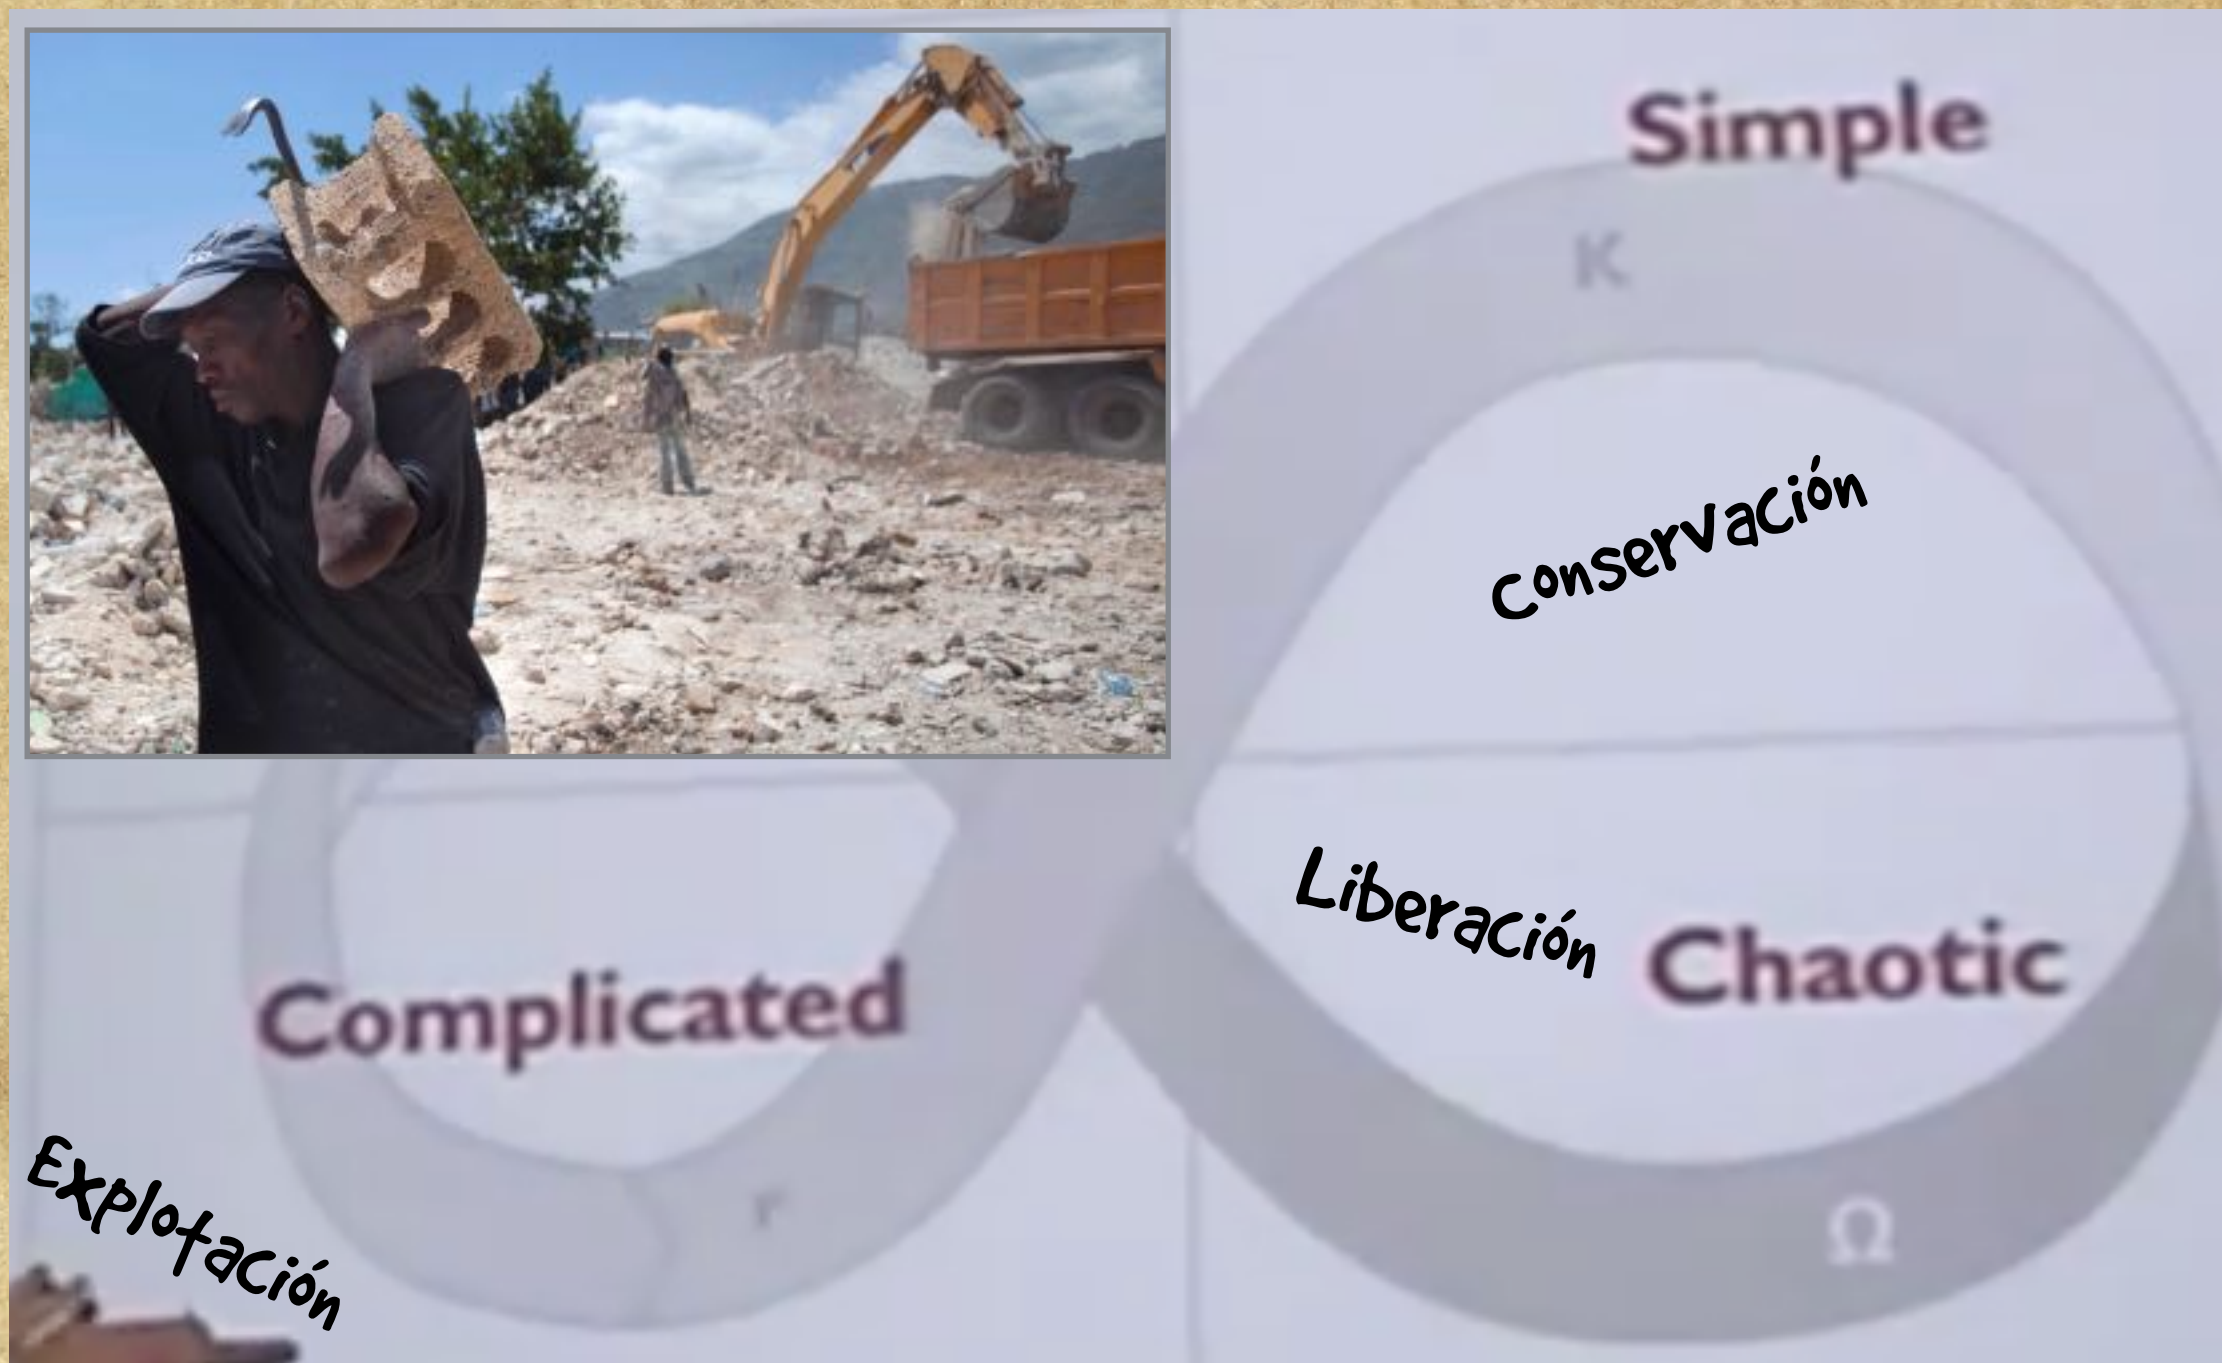 Simple
K
Conservación
Liberación
Chaotic
Complicated
Explotación
r
Ω